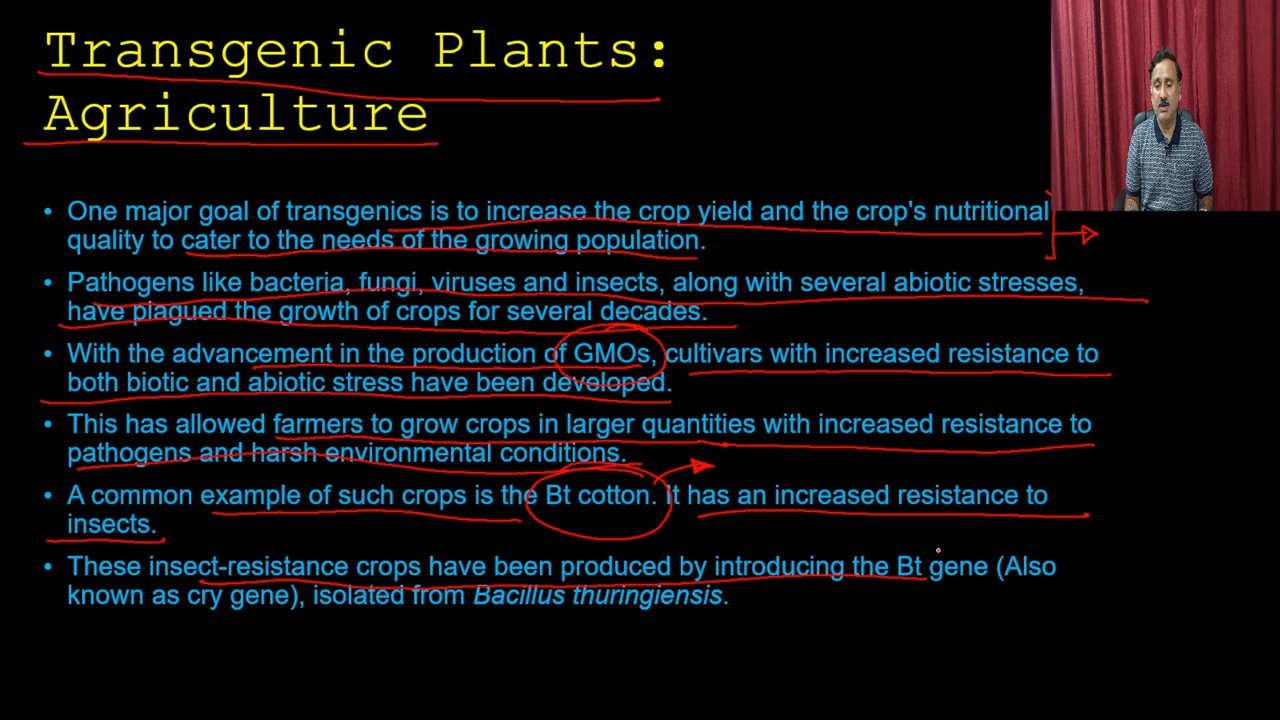 Transgenic Plants:
Agriculture
• One major goal of transgenics is to increase the crop yield and the crop's nutritional
quality to cater to the needs of the growing population.
• Pathogens like bacteria, fungi, viruses and insects, along with several abiotic stresses,
have plagued the growth of crops for several decades.
• With the advancement in the production of GMOs, cultivars with increased resistance to
both biotic and abiotic stress have been developed.
• This has allowed farmers to grow crops in larger quantities with increased resistance to
pathogens and harsh environmental conditions.
• A common example of such crops is the Bt cotton. It has an increased resistance to
insects.
• These insect-resistance crops have been produced by introducing the Bt gene (Also
known as cry gene), isolated from Bacillus thuringiensis.